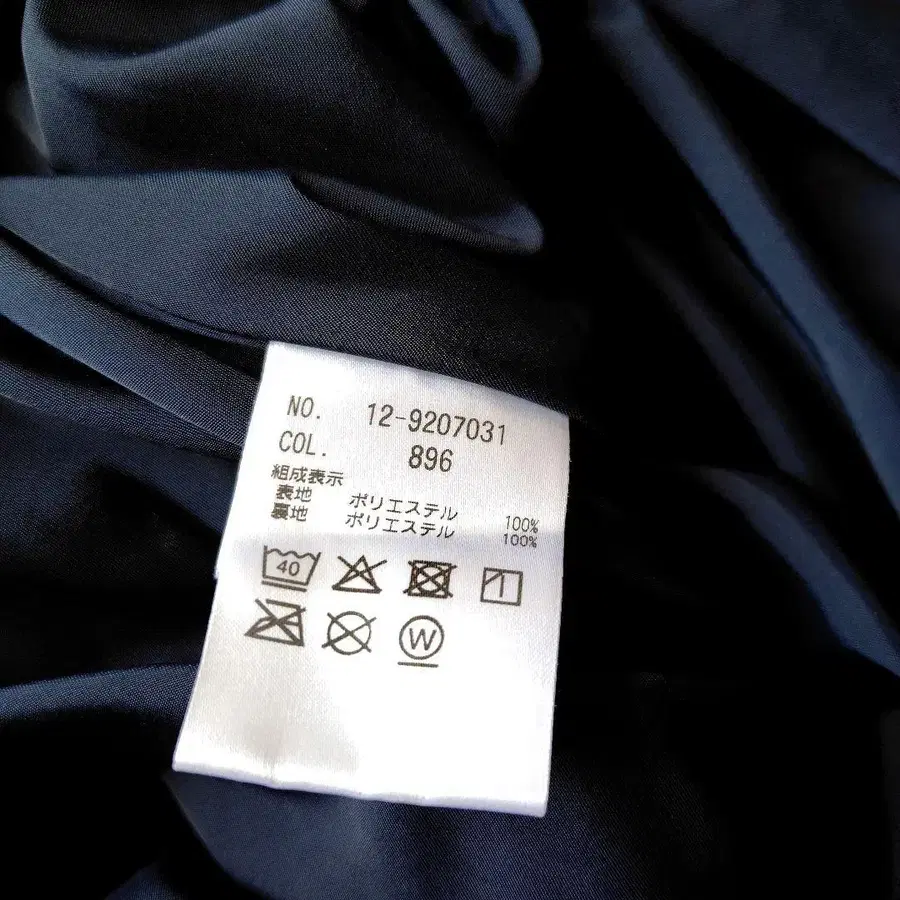 NO. 12-9207031
COL. 896
組成表示
表地 ポリエステル 100%
裏地 ポリエステル 100%
40
W